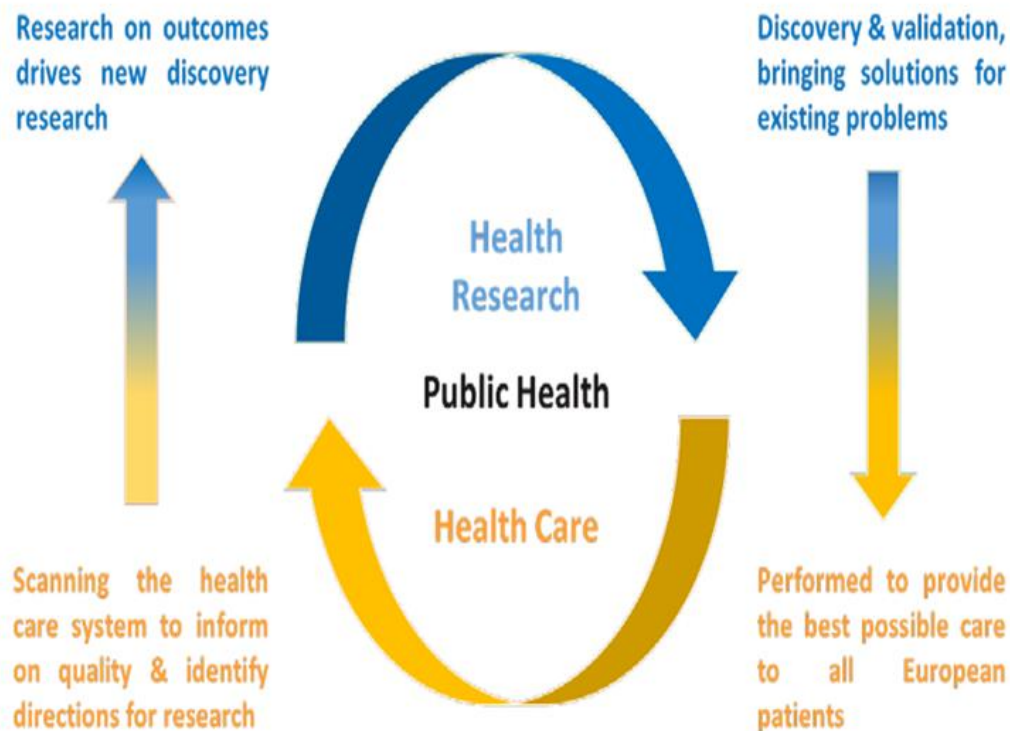 Research on outcomes
drives new discovery
research
Discovery & validation,
bringing solutions for
existing problems
Health
Research
Public Health
Health Care
Scanning the health
care system to inform
on quality & identify
directions for research
Performed to provide
the best possible care
to all European
patients